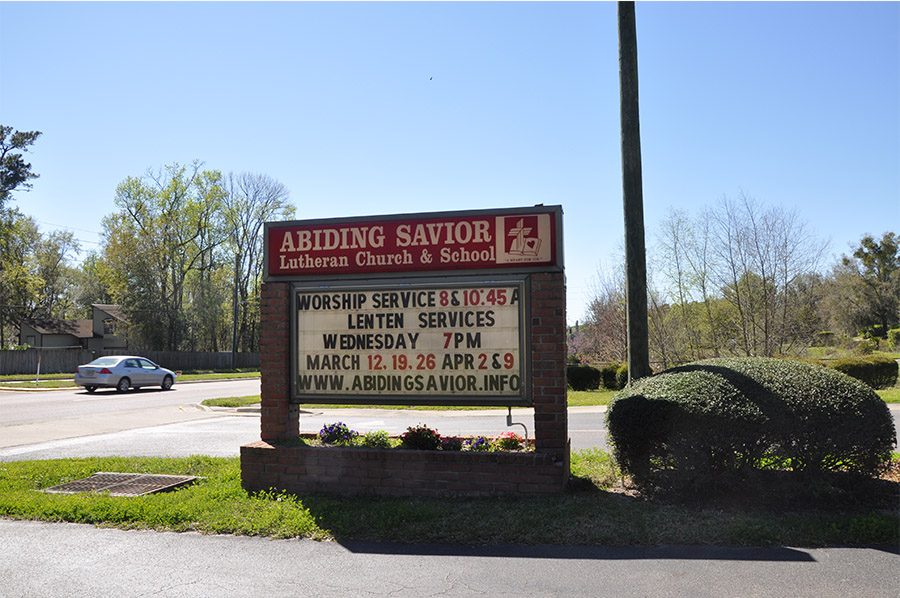 ABIDING SAVIOR
Lutheran Church & School
WORSHIP SERVICE 8 & 10:45 A
LENTEN SERVICES
WEDNESDAY 7PM
MARCH 12, 19, 26 APR 2 & 9
WWW.ABIDINGSAVIOR.INFO